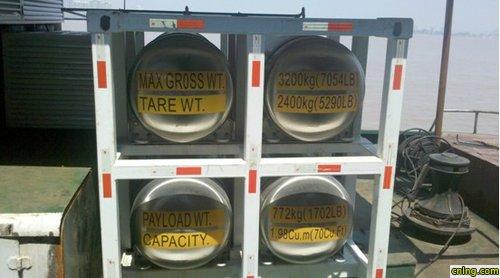 MAX GROSS WT.
TARE WT.
3200kg(7054LB)
2400kg(5290LB)
PAYLOAD WT.
CAPACITY.
772kg(1702LB)
1.98Cu.m(70Cu.Ft)
cnlng.com